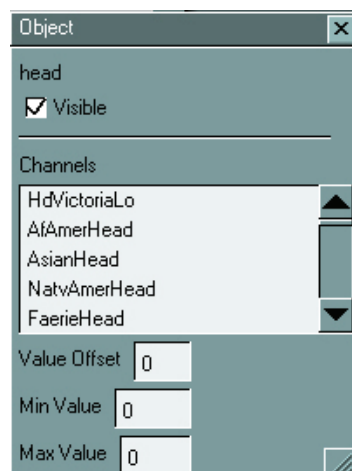 Object
head
Visible
Channels
HdVictoriaLo
AfAmerHead
AsianHead
NatvAmerHead
FaerieHead
Value Offset 0
Min Value 0
Max Value 0